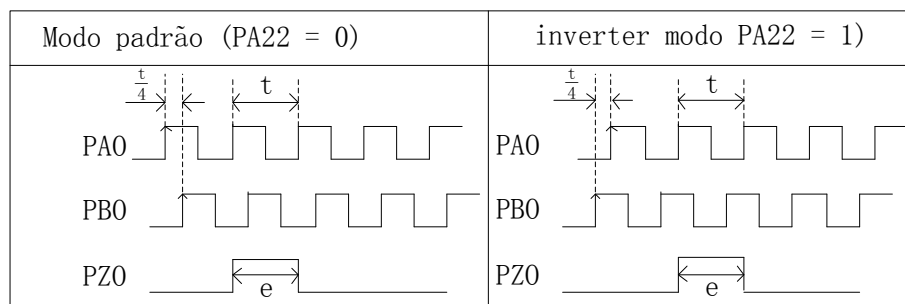 Modo padrão (PA22 = 0)
inverter modo PA22 = 1)
t/4
t
t/4
t
PAO
PAO
PBO
PBO
PZO
e
PZO
e